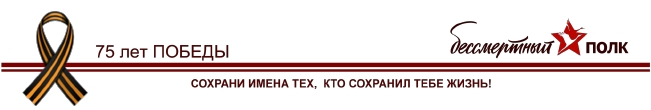 75 лет ПОБЕДЫ
бессмертный ПОЛК
СОХРАНИ ИМЕНА ТЕХ, КТО СОХРАНИЛ ТЕБЕ ЖИЗНЬ!